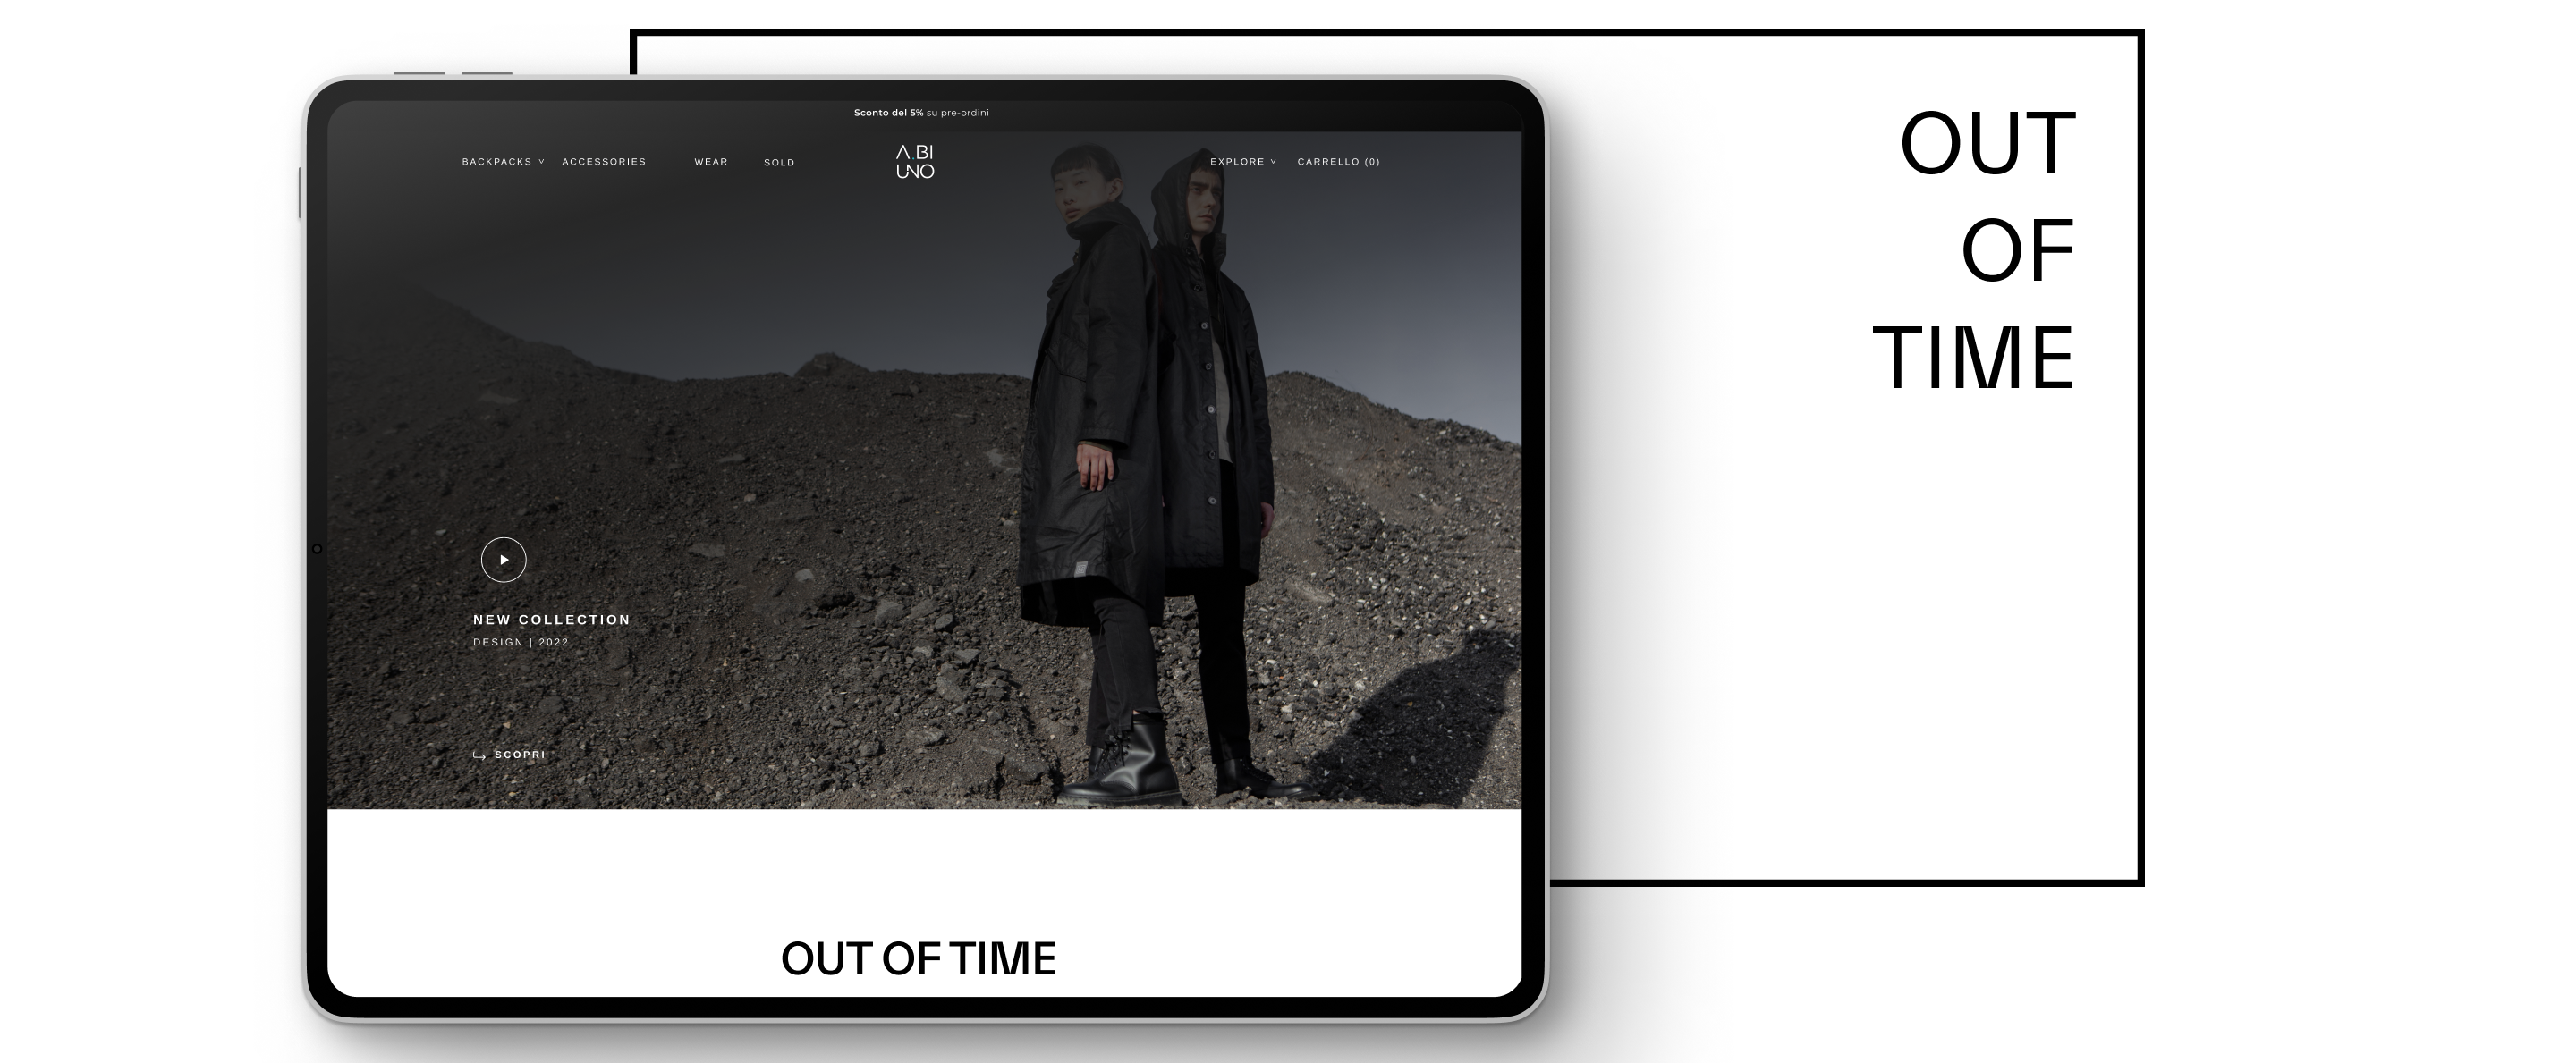 Sconto del 5% su pre-ordini
BACKPACKS ACCESSORIES WEAR SOLD
A.BI
UNO
EXPLORE CARRELLO (0)
NEW COLLECTION
DESIGN | 2022
SCOPRI
OUT OF TIME
OUT
OF
TIME